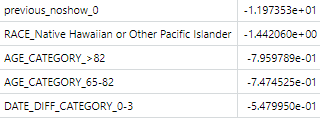 previous_noshow_0 -1.197353e+01
RACE_Native Hawaiian or Other Pacific Islander -1.442060e+00
AGE_CATEGORY_>82 -7.959789e-01
AGE_CATEGORY_65-82 -7.474525e-01
DATE_DIFF_CATEGORY_0-3 -5.479950e-01